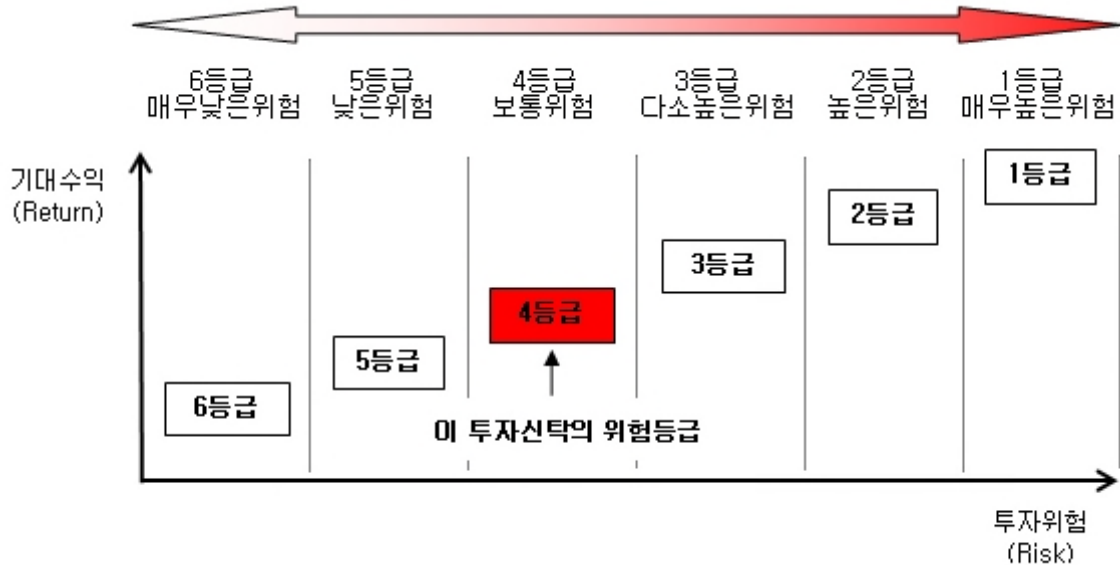 6등급 5등급 4등급 3등급 2등급 1등급
매우낮은위험 낮은위험 보통위험 다소높은위험 높은위험 매우높은위험
기대수익
(Return)
1등급
2등급
3등급
4등급
5등급
6등급
이 투자신탁의 위험등급
투자위험
(Risk)